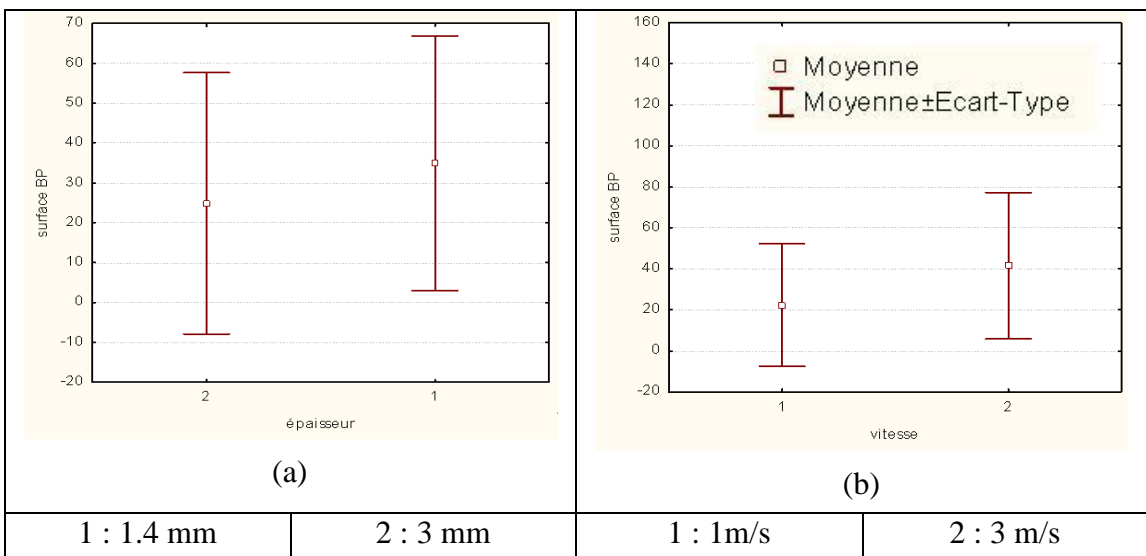 70
60
50
40
30
20
10
0
-10
-20
surface BP
2 1
épaisseur
(a)
160
140
120
100
80
60
40
20
0
-20
surface BP
Moyenne
Moyenne±Ecart-Type
1 2
vitesse
(b)
1 : 1.4 mm 2 : 3 mm 1 : 1m/s 2 : 3 m/s